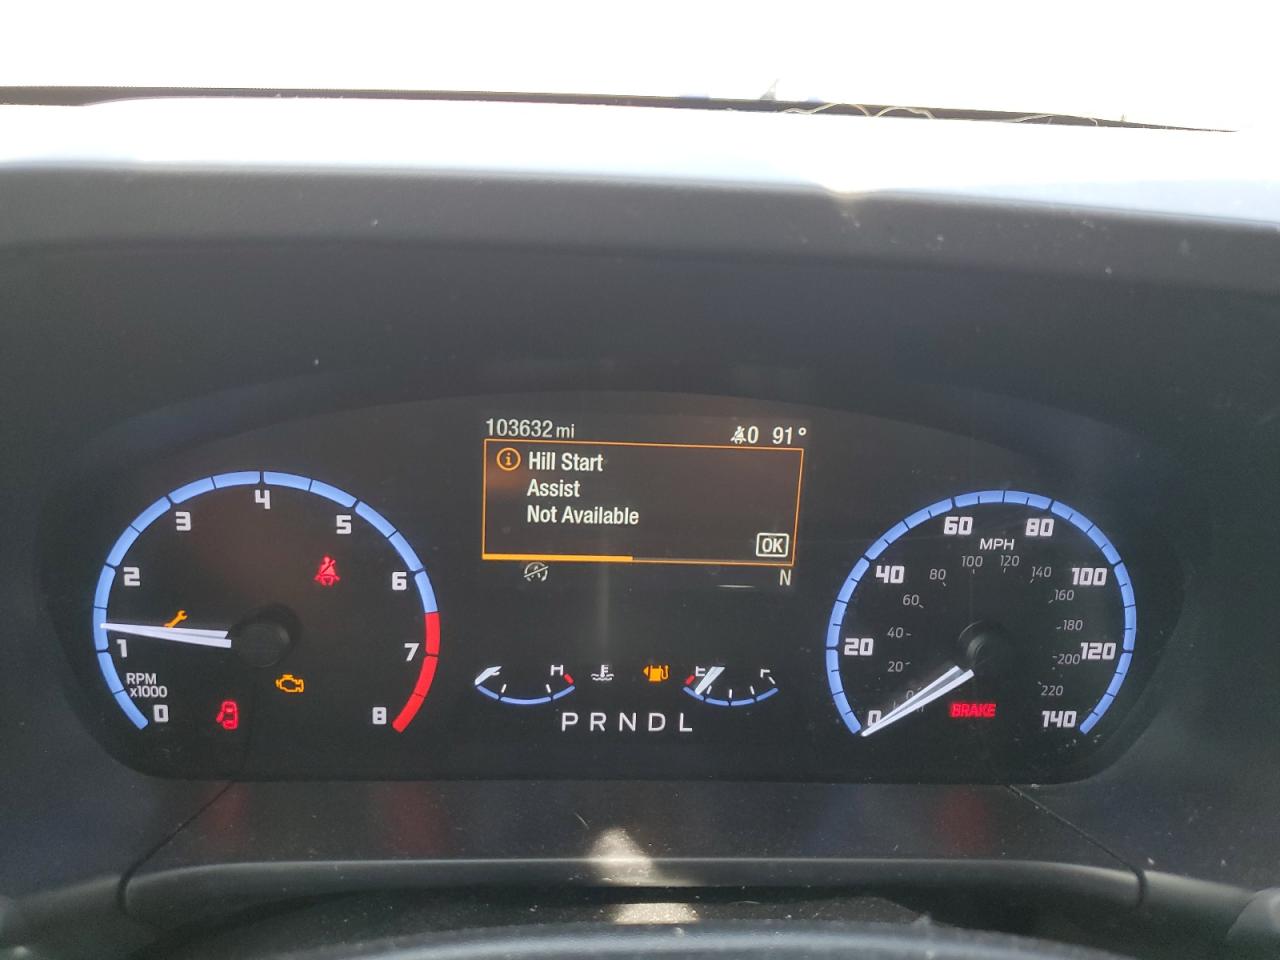 103632 mi
0 91°
Hill Start
Assist
Not Available
OK
N
0 1 2 3 4 5 6 7 8
RPM
x1000
0 20 40 60 80 100 120 140
MPH
20 40 60 80 100 120 140 160 180 200 220
BRAKE
H
E
P R N D L